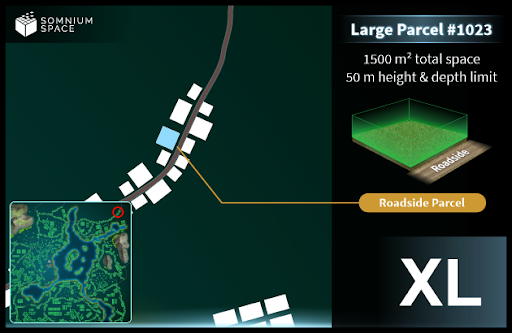 SOMNIUM
SPACE
Large Parcel #1023
1500 m² total space
50 m height & depth limit
Roadside
Roadside Parcel
XL